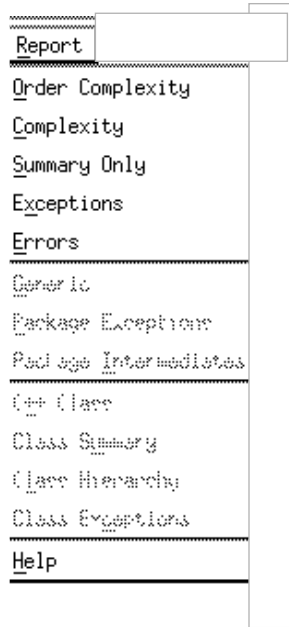 Report
Order Complexity
Complexity
Summary Only
Exceptions
Errors
Generic
Package Exceptions
Package Intermediates
C++ Class
Class Summary
Class Hierarchy
Class Exceptions
Help